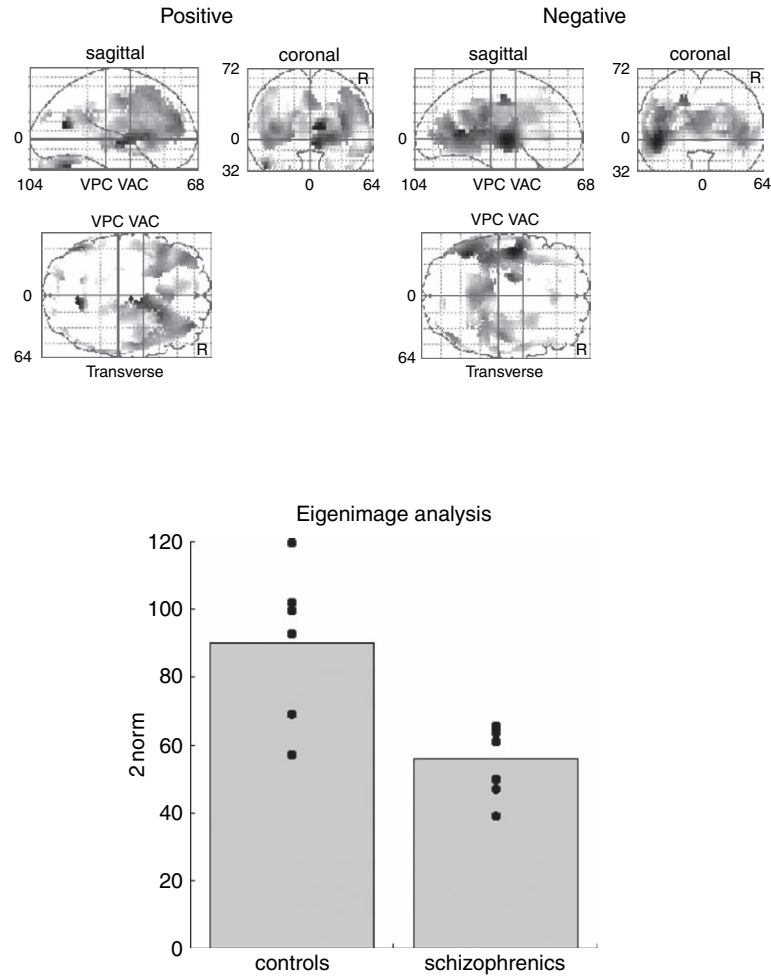 Positive Negative
sagittal coronal sagittal coronal
72 R 72 R
0 0 0 0
32 32
104 VPC VAC 68 0 64 104 VPC VAC 68 0 64
VPC VAC VPC VAC
0 0
64 R 64 R
Transverse Transverse
Eigenimage analysis
120
100
80
60
40
20
0
2 norm
controls schizophrenics